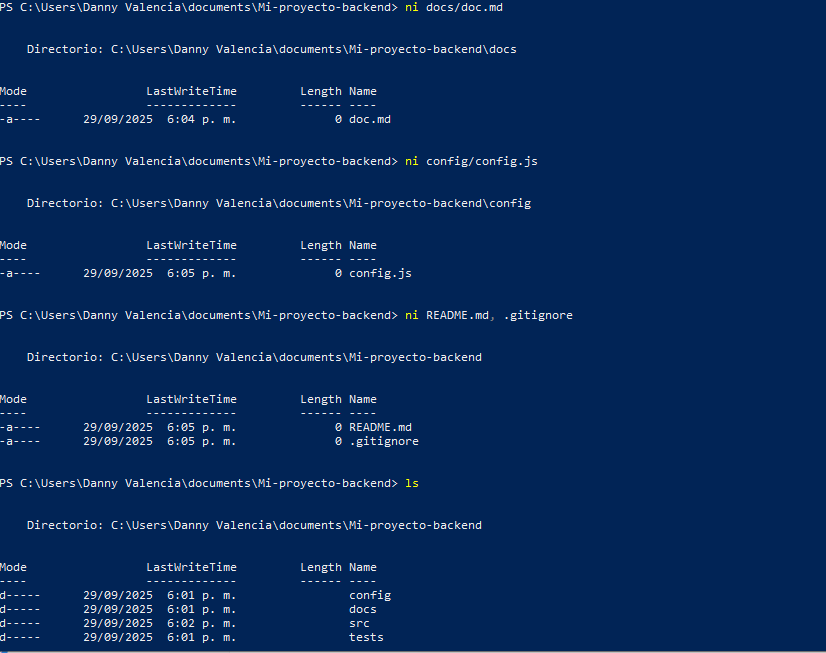 PS C:\Users\Danny Valencia\documents\Mi-proyecto-backend> ni docs/doc.md
Directorio: C:\Users\Danny Valencia\documents\Mi-proyecto-backend\docs
Mode LastWriteTime Length Name
---- ------------- ------ ----
-a---- 29/09/2025 6:04 p. m. 0 doc.md
PS C:\Users\Danny Valencia\documents\Mi-proyecto-backend> ni config/config.js
Directorio: C:\Users\Danny Valencia\documents\Mi-proyecto-backend\config
Mode LastWriteTime Length Name
---- ------------- ------ ----
-a---- 29/09/2025 6:05 p. m. 0 config.js
PS C:\Users\Danny Valencia\documents\Mi-proyecto-backend> ni README.md, .gitignore
Directorio: C:\Users\Danny Valencia\documents\Mi-proyecto-backend
Mode LastWriteTime Length Name
---- ------------- ------ ----
-a---- 29/09/2025 6:05 p. m. 0 README.md
-a---- 29/09/2025 6:05 p. m. 0 .gitignore
PS C:\Users\Danny Valencia\documents\Mi-proyecto-backend> ls
Directorio: C:\Users\Danny Valencia\documents\Mi-proyecto-backend
Mode LastWriteTime Length Name
---- ------------- ------ ----
d----- 29/09/2025 6:01 p. m. config
d----- 29/09/2025 6:01 p. m. docs
d----- 29/09/2025 6:02 p. m. src
d----- 29/09/2025 6:01 p. m. tests